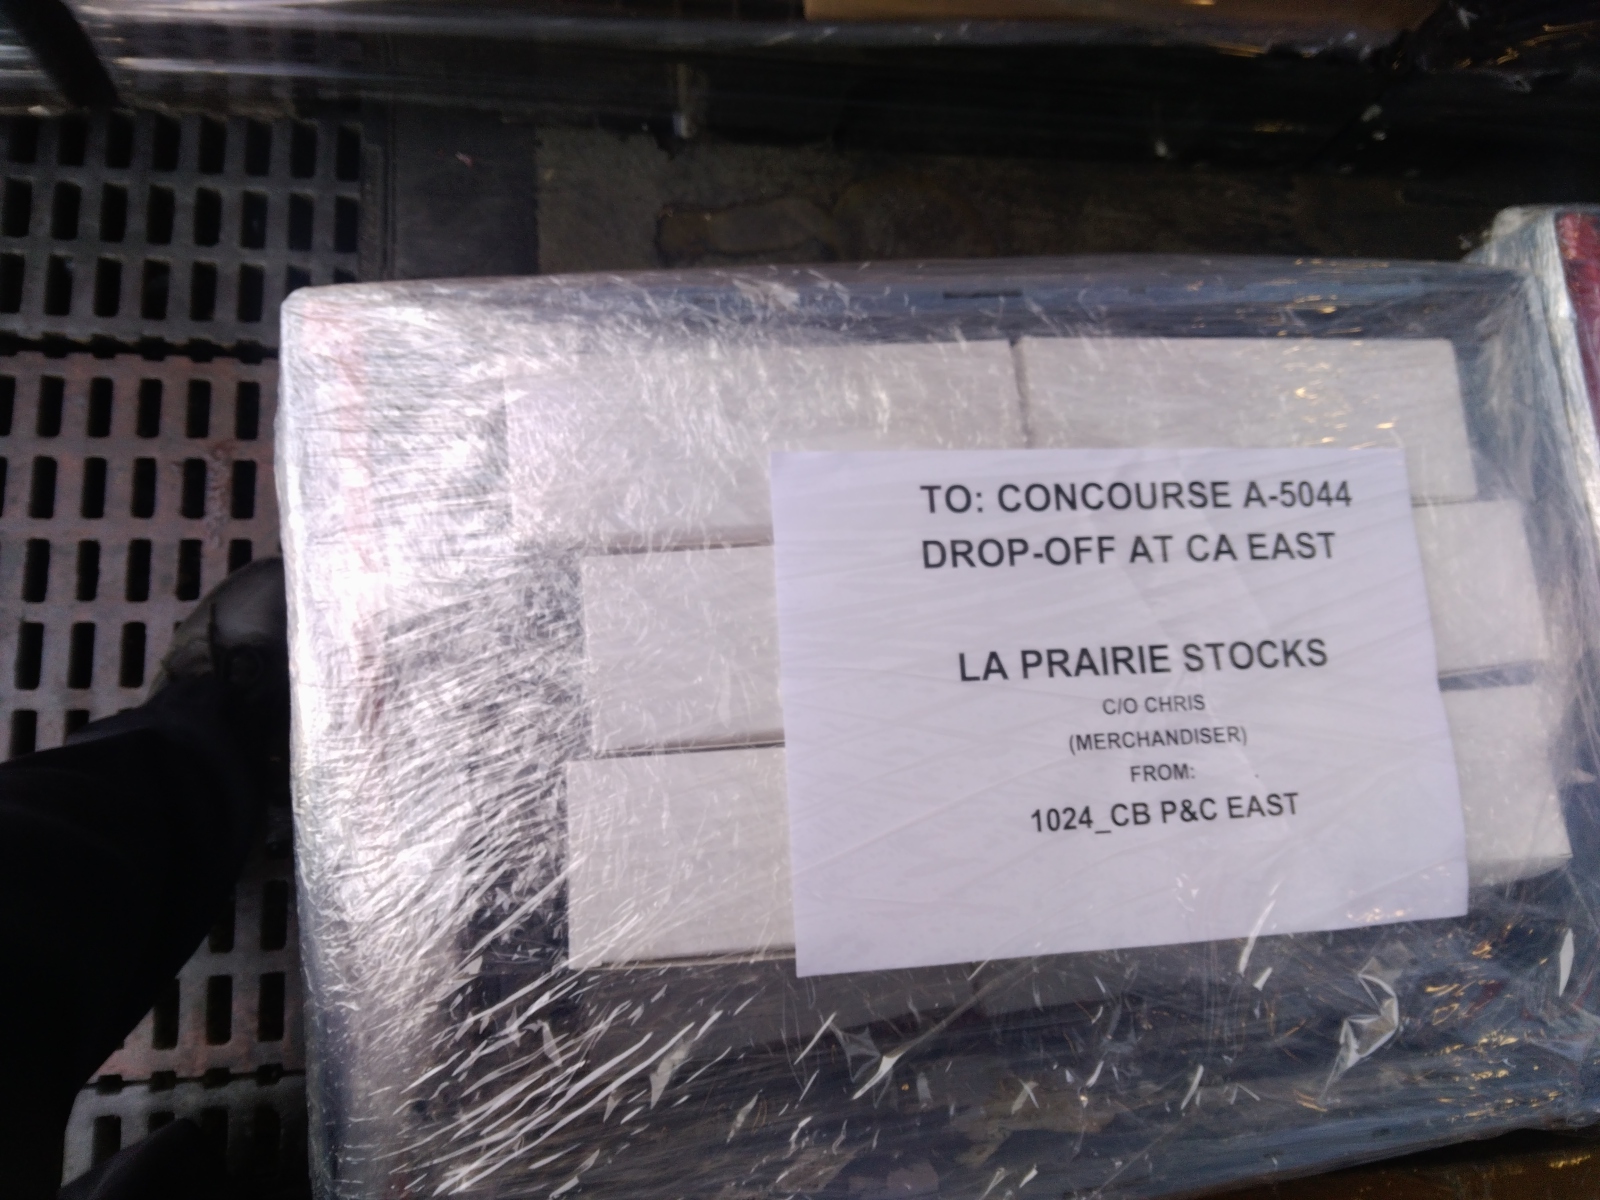 TO: CONCOURSE A-5044
DROP-OFF AT CA EAST
LA PRAIRIE STOCKS
C/O CHRIS
(MERCHANDISER)
FROM:
1024_CB P&C EAST